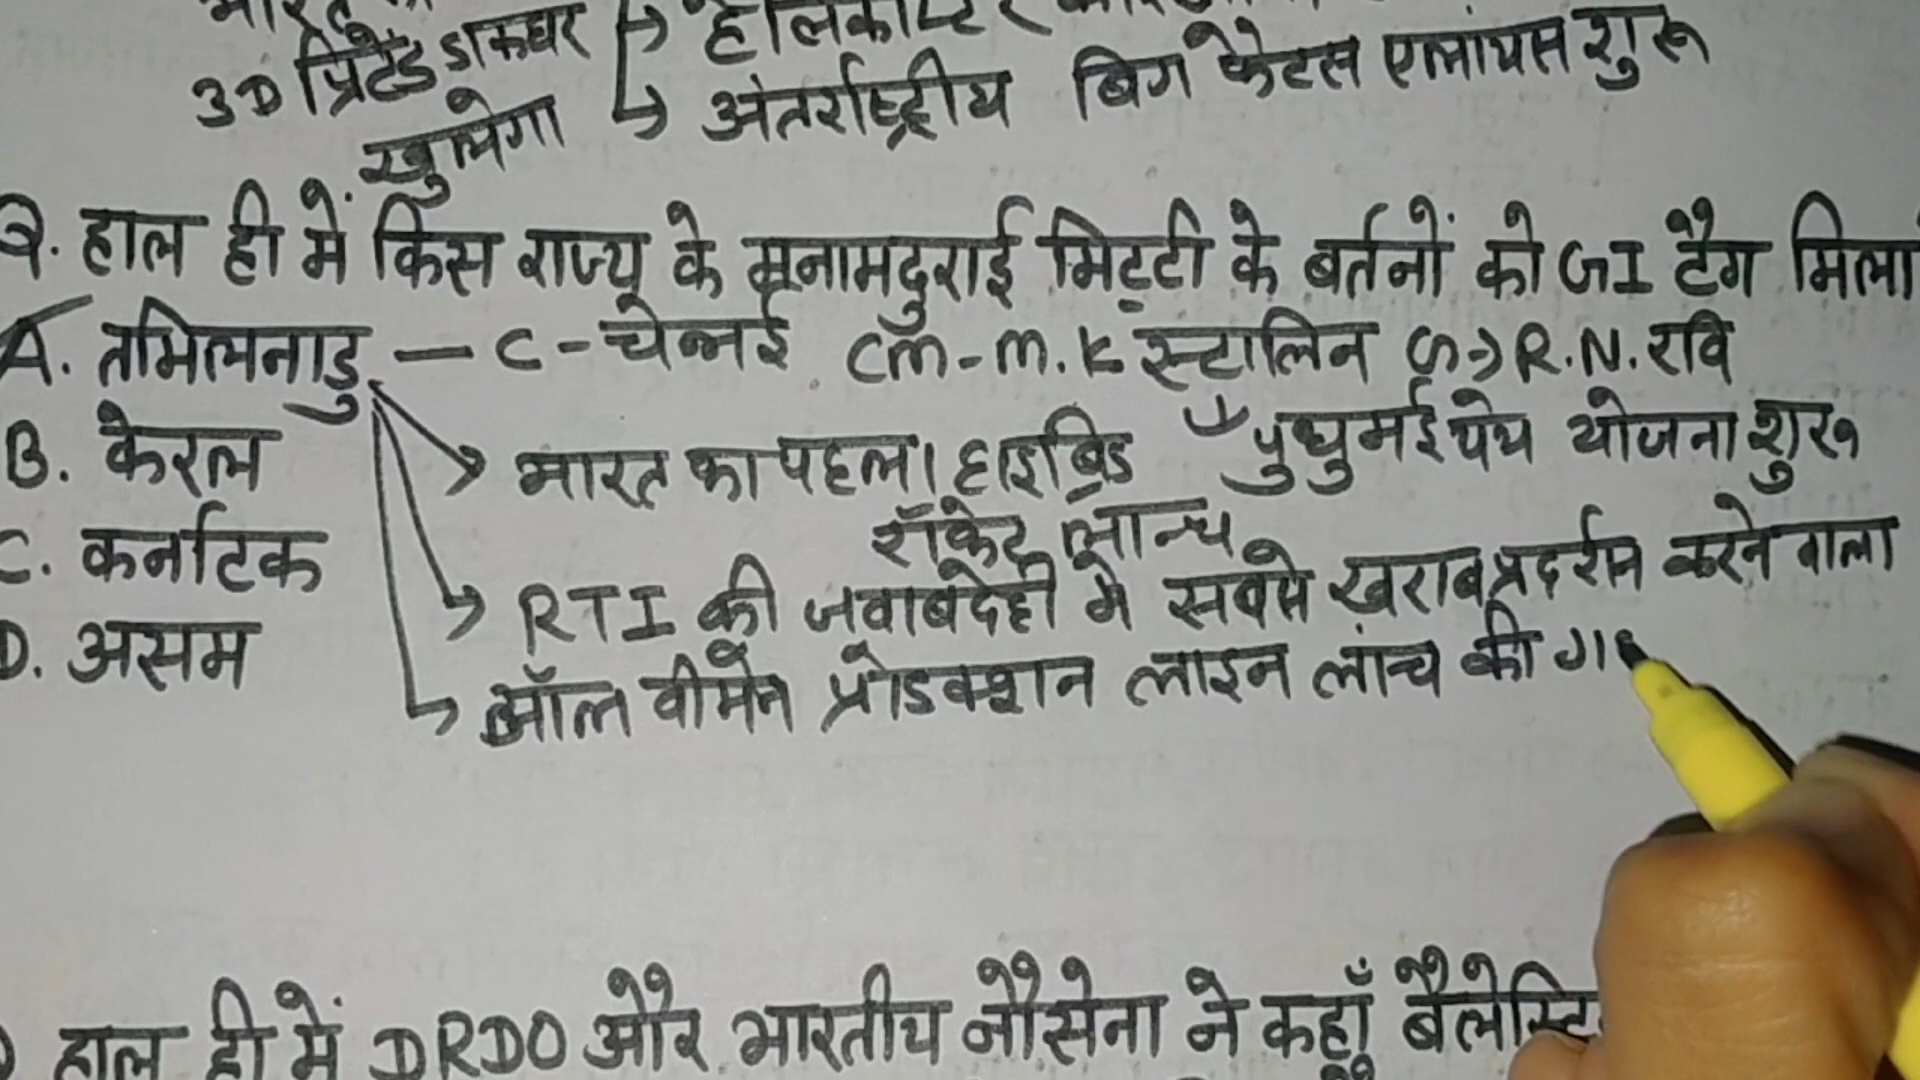 3D प्रिंटेड डाकघर हेलिकाप्टर
खुलेगा अंतर्राष्ट्रीय बिग कैटस एलायंस शुरू
Q. हाल ही में किस राज्य के मनामदुराई मिट्टी के बर्तनों को GI टैग मिला
A. तमिलनाडु — C - चेन्नई CM - M.K स्टालिन G → R.N. रवि
B. केरल → भारत का पहला हाइब्रिड पुधुमई पेन योजना शुरू
रॉकेट लान्च
C. कर्नाटक → RTI की जवाबदेही में सबसे खराब प्रदर्शन करने वाला
D. असम → ऑल वीमेन प्रोडक्शन लाइन लांच की
हाल ही में DRDO और भारतीय नौसेना ने कहाँ